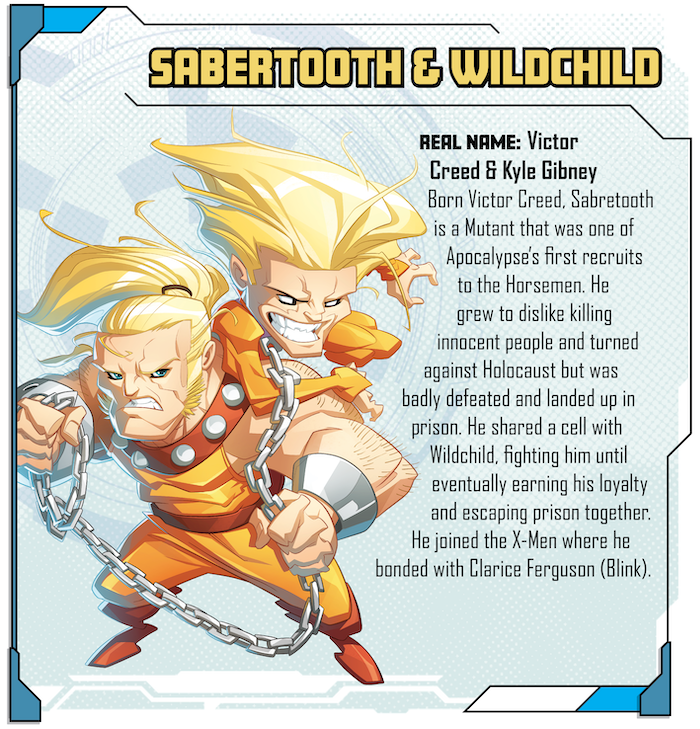 SABERTOOTH & WILDCHILD
REAL NAME: Victor
Creed & Kyle Gibney
Born Victor Creed, Sabretooth
is a Mutant that was one of
Apocalypse's first recruits
to the Horsemen. He
grew to dislike killing
innocent people and turned
against Holocaust but was
badly defeated and landed up in
prison. He shared a cell with
Wildchild, fighting him until
eventually earning his loyalty
and escaping prison together.
He joined the X-Men where he
bonded with Clarice Ferguson (Blink).